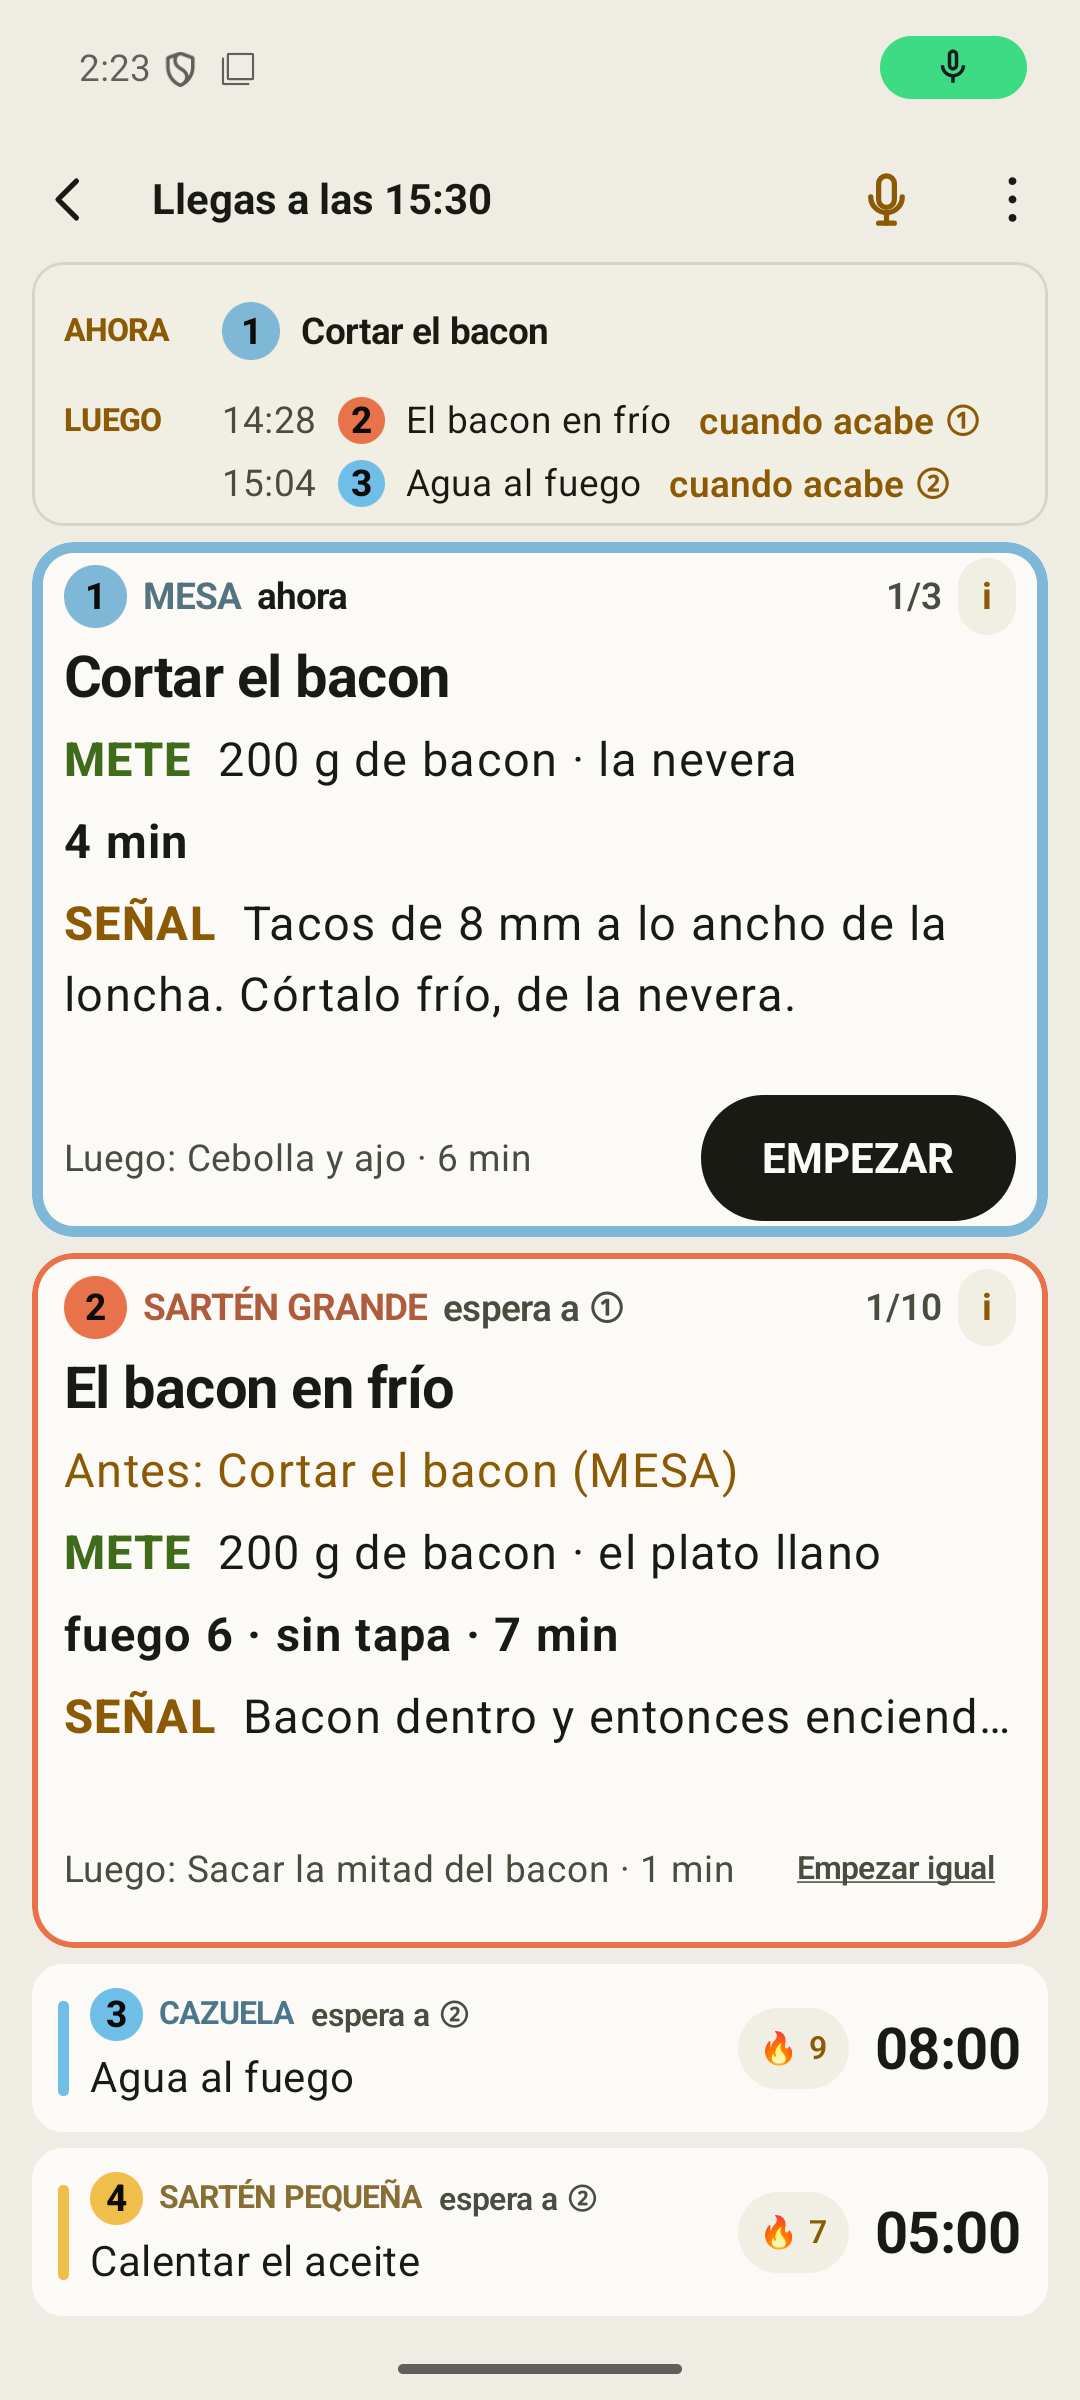 2:23
Llegas a las 15:30
AHORA 1 Cortar el bacon
LUEGO 14:28 2 El bacon en frío cuando acabe ①
15:04 3 Agua al fuego cuando acabe ②
1 MESA ahora 1/3 i
Cortar el bacon
METE 200 g de bacon · la nevera
4 min
SEÑAL Tacos de 8 mm a lo ancho de la
loncha. Córtalo frío, de la nevera.
Luego: Cebolla y ajo · 6 min EMPEZAR
2 SARTÉN GRANDE espera a ① 1/10 i
El bacon en frío
Antes: Cortar el bacon (MESA)
METE 200 g de bacon · el plato llano
fuego 6 · sin tapa · 7 min
SEÑAL Bacon dentro y entonces enciend…
Luego: Sacar la mitad del bacon · 1 min Empezar igual
3 CAZUELA espera a ②
Agua al fuego
🔥 9 08:00
4 SARTÉN PEQUEÑA espera a ②
Calentar el aceite
🔥 7 05:00